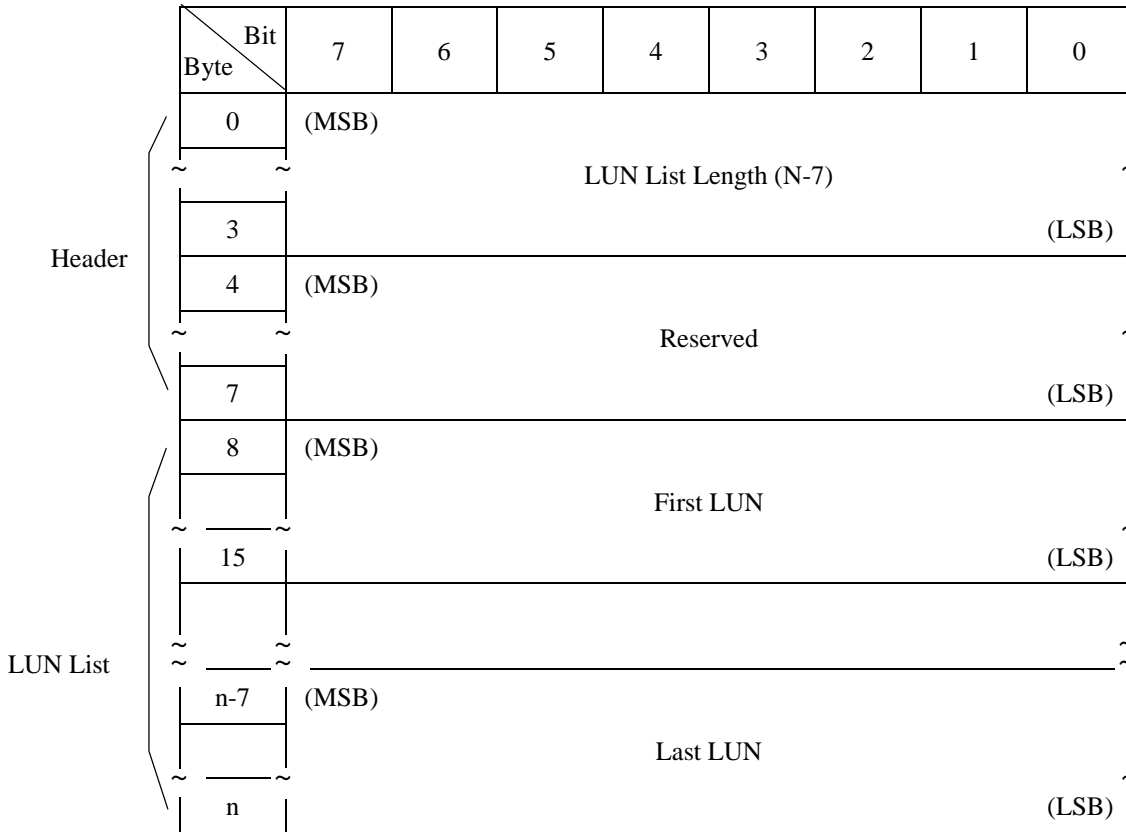 Bit
Byte 7 6 5 4 3 2 1 0
0 (MSB)
~ ~ LUN List Length (N-7) ~
3 (LSB)
Header
4 (MSB)
~ ~ Reserved ~
7 (LSB)
8 (MSB)
First LUN
~ ~ ~
15 (LSB)
~ ~ ~
LUN List ~ ~ ~
n-7 (MSB)
Last LUN
~ ~ ~
n (LSB)